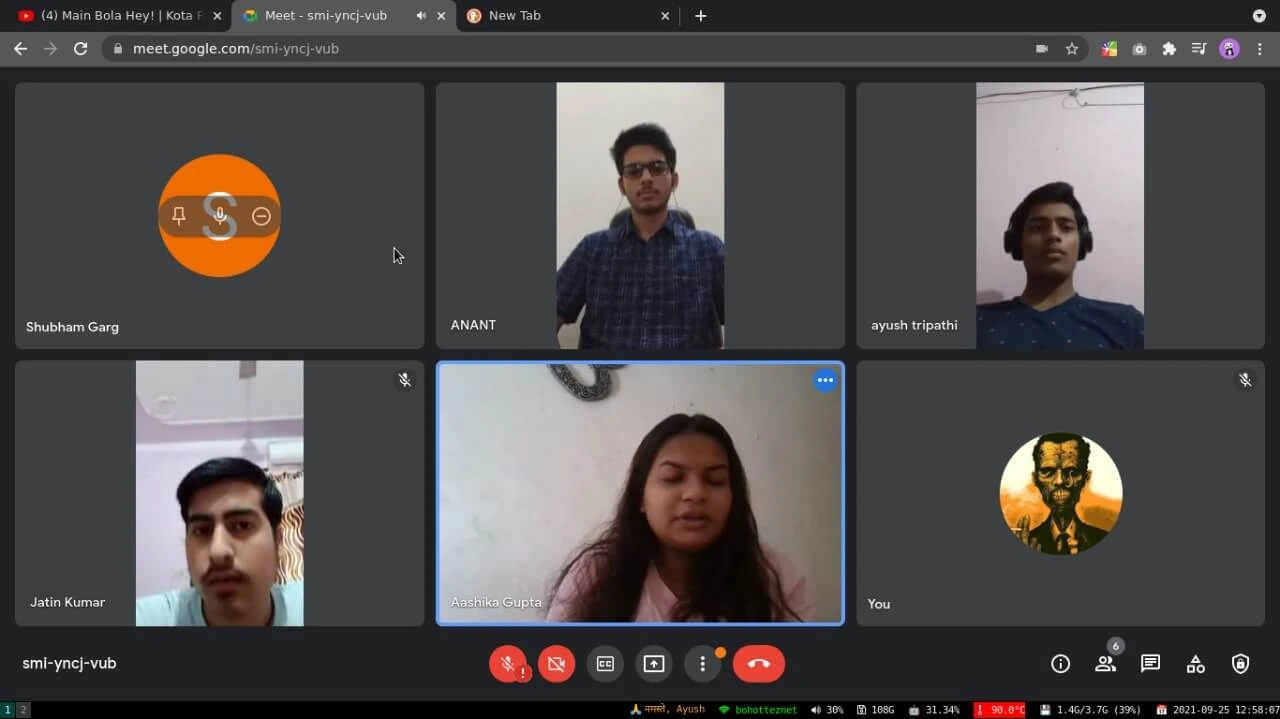 (4) Main Bola Hey! | Kota F
Meet - smi-yncj-vub
New Tab
meet.google.com/smi-yncj-vub
S
Shubham Garg
ANANT
ayush tripathi
Jatin Kumar
Aashika Gupta
You
smi-yncj-vub
6
1 2
नमस्ते, Ayush
bohotteznet
30%
108G
31.34%
90.0°C
1.4G/3.7G (39%)
2021-09-25 12:58:07